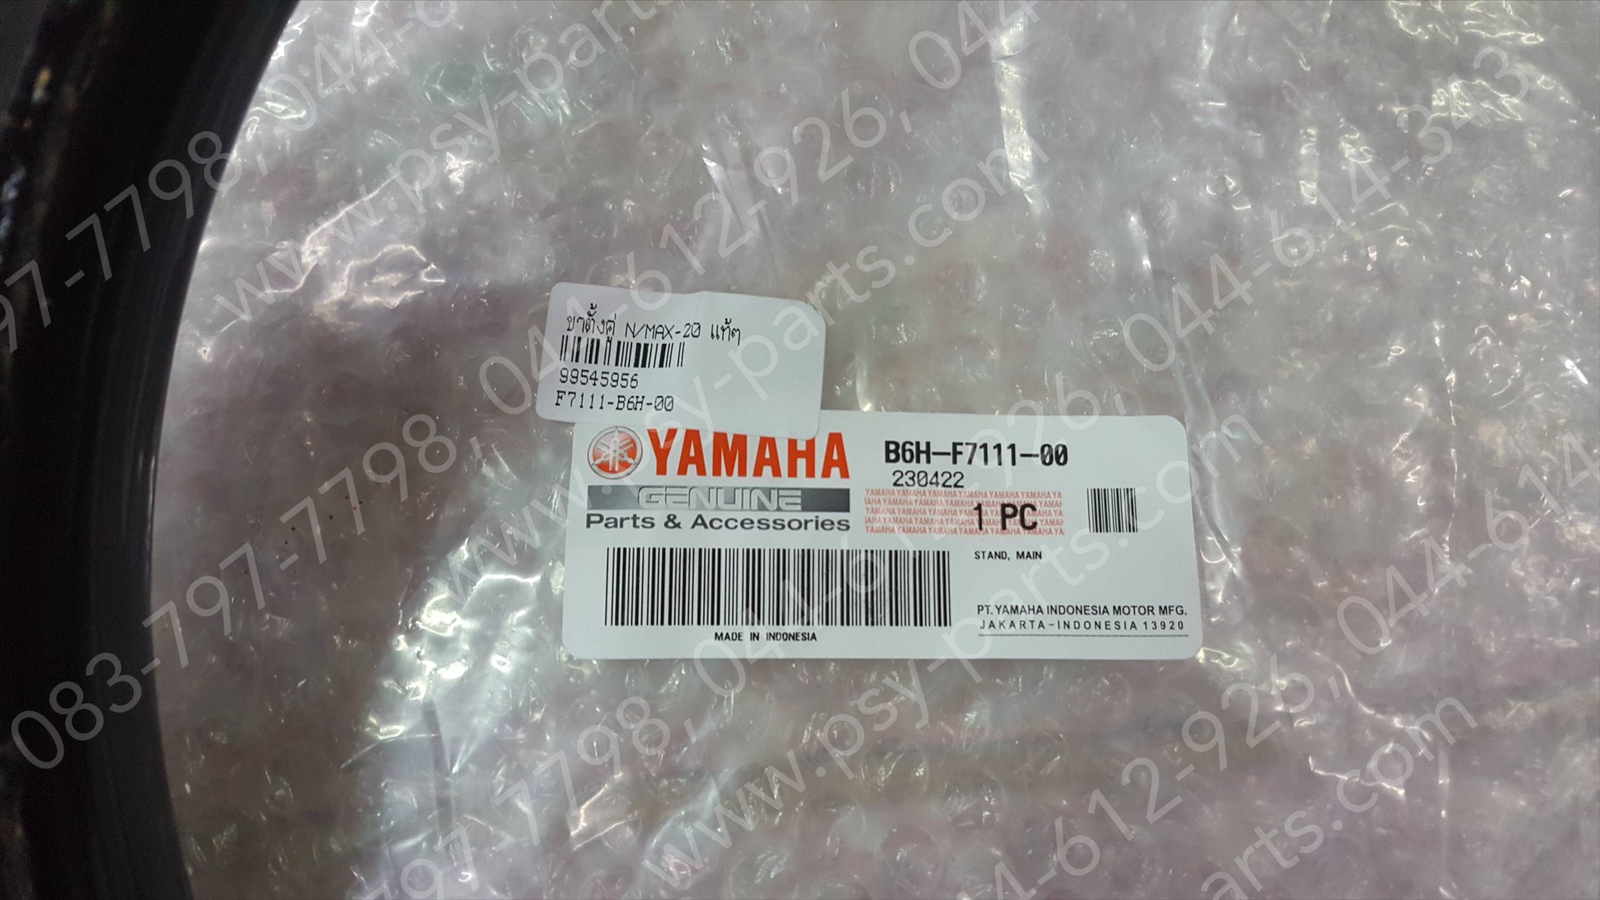 ขาตั้งคู่ N/MAX-20 แท้ๆ
99545956
F7111-B6H-00
YAMAHA
GENUINE
Parts & Accessories
B6H-F7111-00
230422
1 PC
STAND, MAIN
PT. YAMAHA INDONESIA MOTOR MFG.
JAKARTA-INDONESIA 13920
MADE IN INDONESIA
083-797-7798, 044-612-926, 044-614-343
www.psy-parts.com